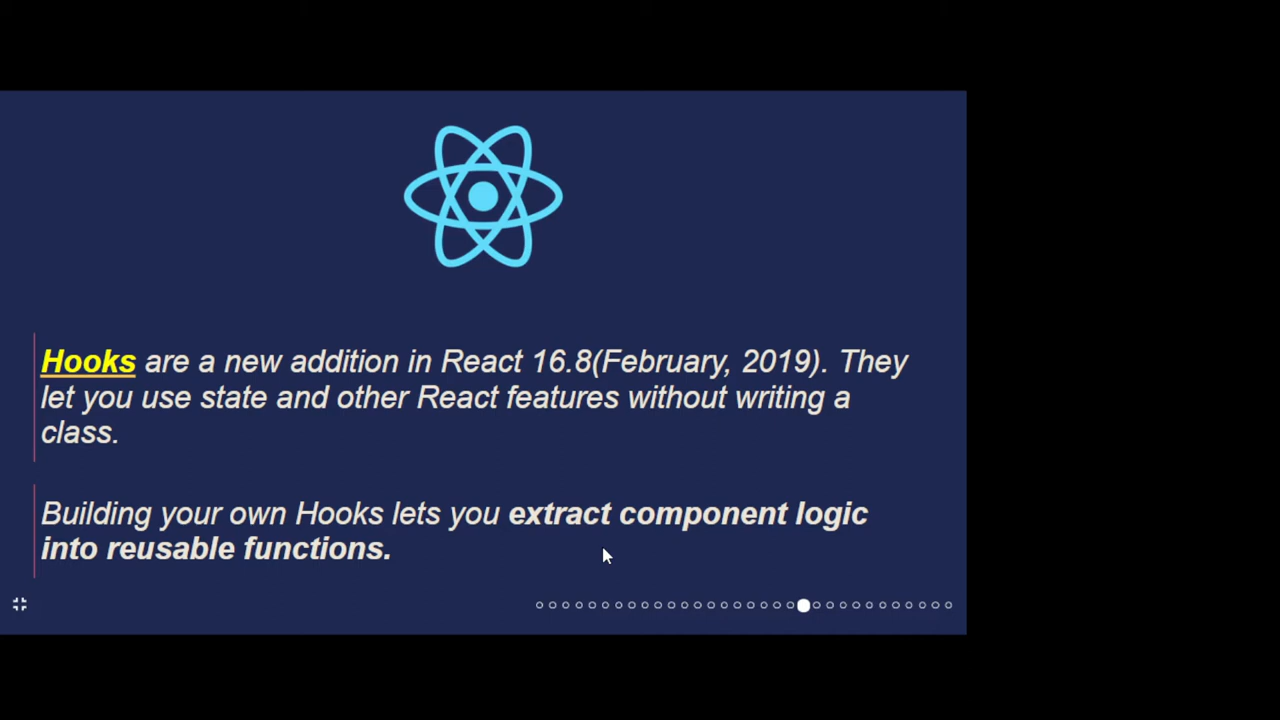 Hooks are a new addition in React 16.8(February, 2019). They
let you use state and other React features without writing a
class.
Building your own Hooks lets you extract component logic
into reusable functions.